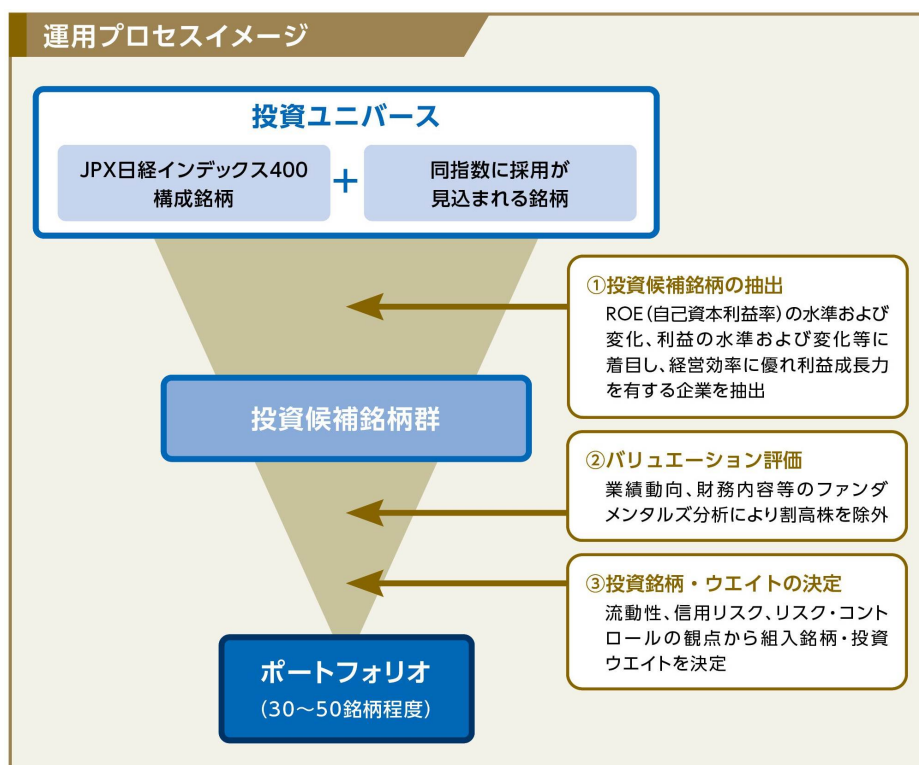 運用プロセスイメージ
投資ユニバース
JPX日経インデックス400
構成銘柄
+
同指数に採用が
見込まれる銘柄
①投資候補銘柄の抽出
ROE(自己資本利益率)の水準および
変化、利益の水準および変化等に
着目し、経営効率に優れ利益成長力
を有する企業を抽出
投資候補銘柄群
②バリュエーション評価
業績動向、財務内容等のファンダ
メンタルズ分析により割高株を除外
③投資銘柄・ウエイトの決定
流動性、信用リスク、リスク・コント
ロールの観点から組入銘柄・投資
ウエイトを決定
ポートフォリオ
(30〜50銘柄程度)